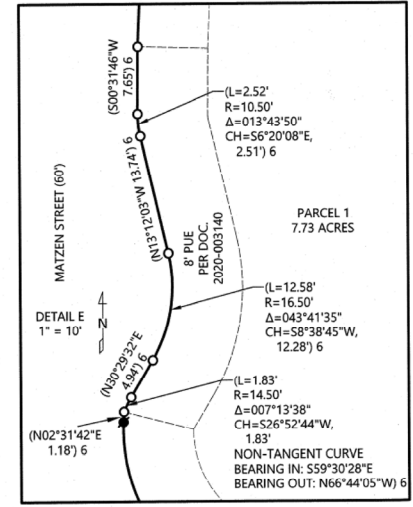 (S00°31'46"W
7.65') 6
(L=2.52'
R=10.50'
Δ=013°43'50"
CH=S6°20'08"E,
2.51') 6
(N13°12'03"W 13.74') 6
MATZEN STREET (60')
8' PUE
PER DOC.
2020-003140
PARCEL 1
7.73 ACRES
DETAIL E
1" = 10'
N
(L=12.58'
R=16.50'
Δ=043°41'35"
CH=S8°38'45"W,
12.28') 6
(N30°29'32"E
4.94') 6
(L=1.83'
R=14.50'
Δ=007°13'38"
CH=S26°52'44"W,
1.83'
NON-TANGENT CURVE
BEARING IN: S59°30'28"E
BEARING OUT: N66°44'05"W) 6
(N02°31'42"E
1.18') 6